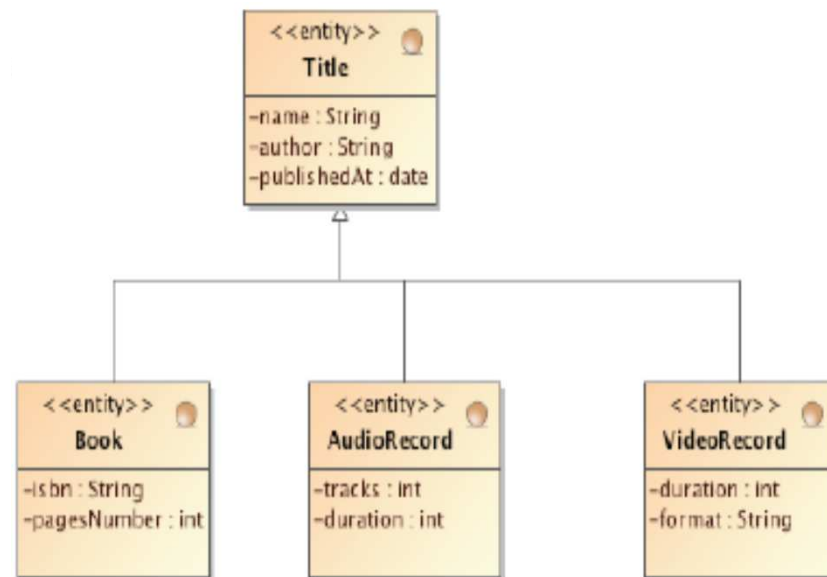 <<entity>>
Title
-name : String
-author : String
-publishedAt : date
<<entity>>
Book
-isbn : String
-pagesNumber : int
<<entity>>
AudioRecord
-tracks : int
-duration : int
<<entity>>
VideoRecord
-duration : int
-format : String